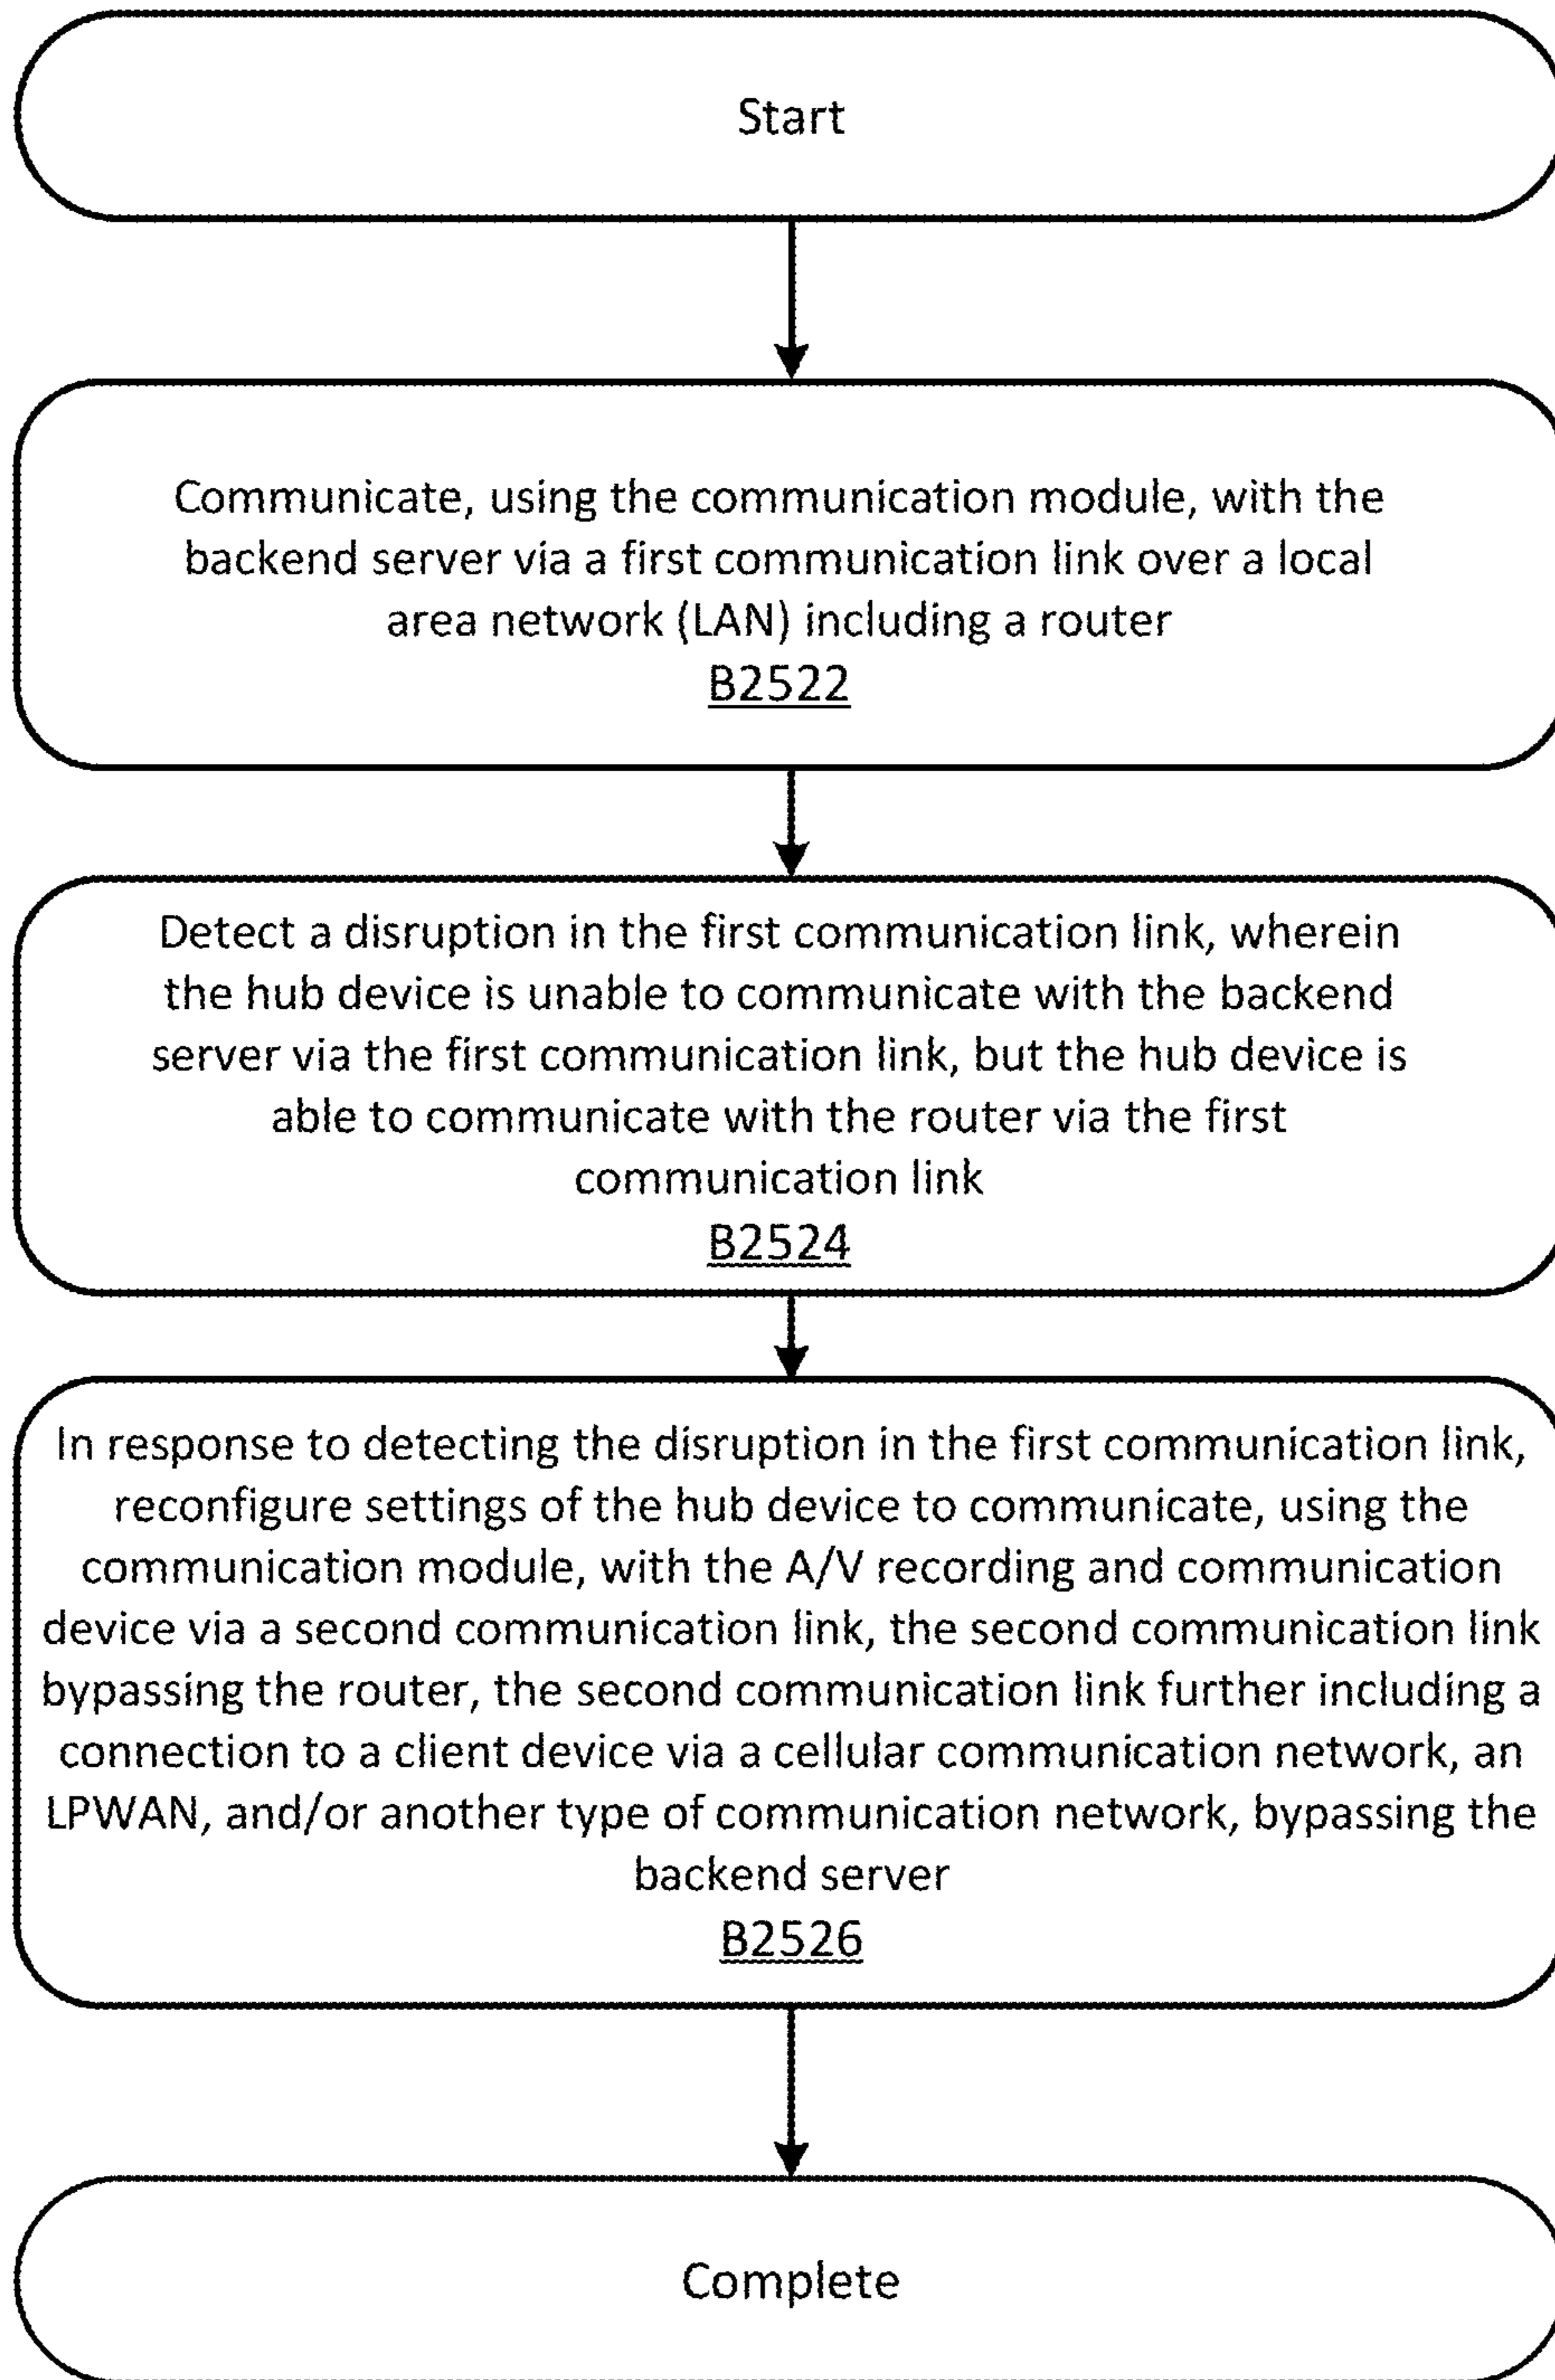 Start
Communicate, using the communication module, with the
backend server via a first communication link over a local
area network (LAN) including a router
B2522
Detect a disruption in the first communication link, wherein
the hub device is unable to communicate with the backend
server via the first communication link, but the hub device is
able to communicate with the router via the first
communication link
B2524
In response to detecting the disruption in the first communication link,
reconfigure settings of the hub device to communicate, using the
communication module, with the A/V recording and communication
device via a second communication link, the second communication link
bypassing the router, the second communication link further including a
connection to a client device via a cellular communication network, an
LPWAN, and/or another type of communication network, bypassing the
backend server
B2526
Complete